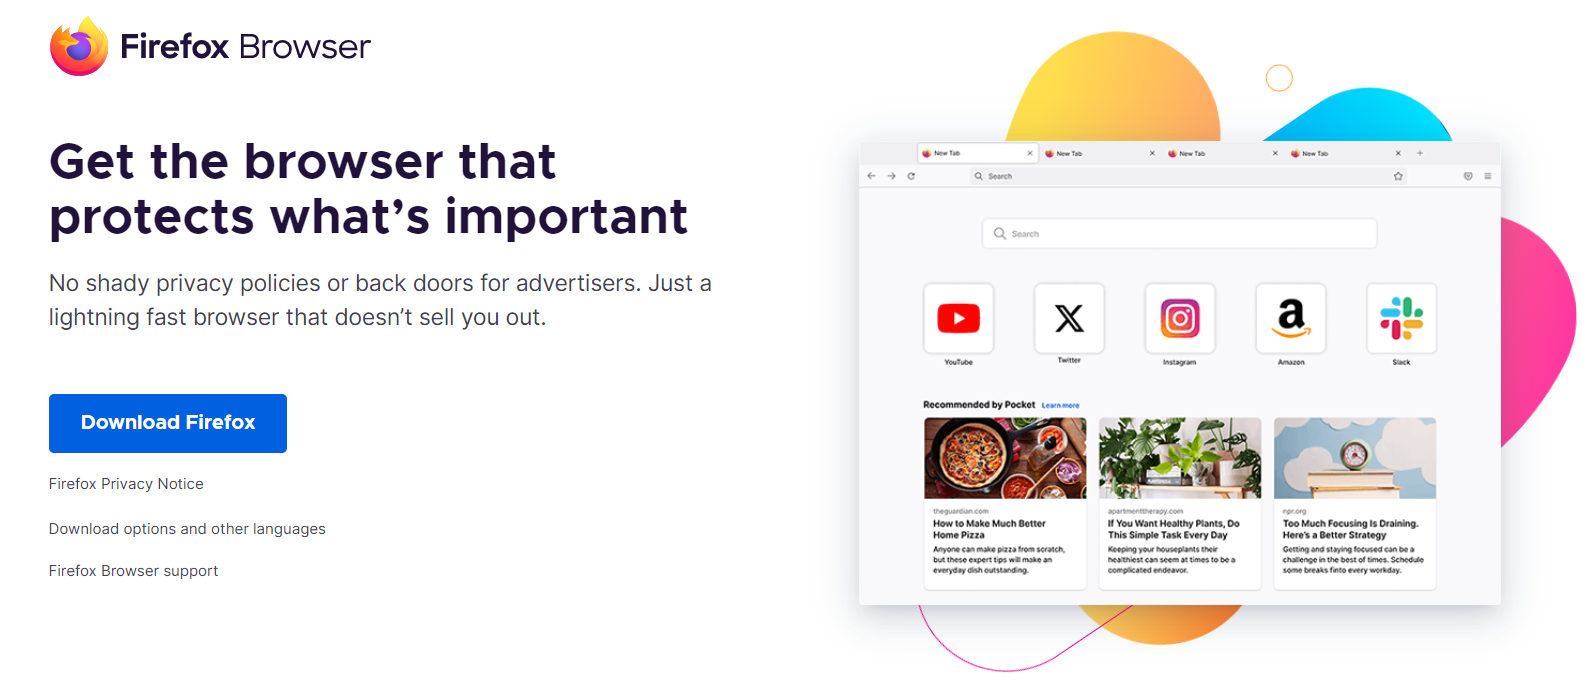 Firefox Browser
Get the browser that
protects what's important
No shady privacy policies or back doors for advertisers. Just a
lightning fast browser that doesn't sell you out.
Download Firefox
Firefox Privacy Notice
Download options and other languages
Firefox Browser support
New Tab
New Tab
New Tab
New Tab
Search
Search
YouTube
Twitter
Instagram
Amazon
Slack
Recommended by Pocket Learn more
theguardian.com
How to Make Much Better
Home Pizza
Anyone can make pizza from scratch,
but these expert tips will make an
everyday dish outstanding.
apartmenttherapy.com
If You Want Healthy Plants, Do
This Simple Task Every Day
Keeping your houseplants their
healthiest can seem at times to be a
complicated endeavor.
npr.org
Too Much Focusing Is Draining.
Here's a Better Strategy
Getting and staying focused can be a
challenge in the best of times. Schedule
some breaks finto every workday.